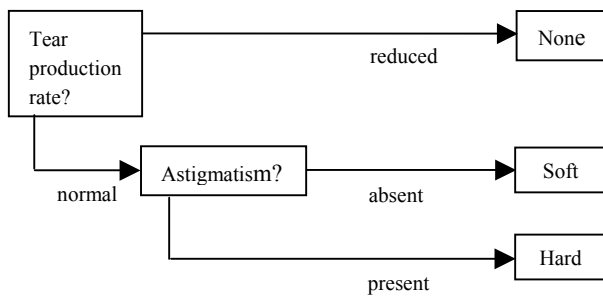 Tear
production
rate?
reduced
None
normal
Astigmatism?
absent
Soft
present
Hard